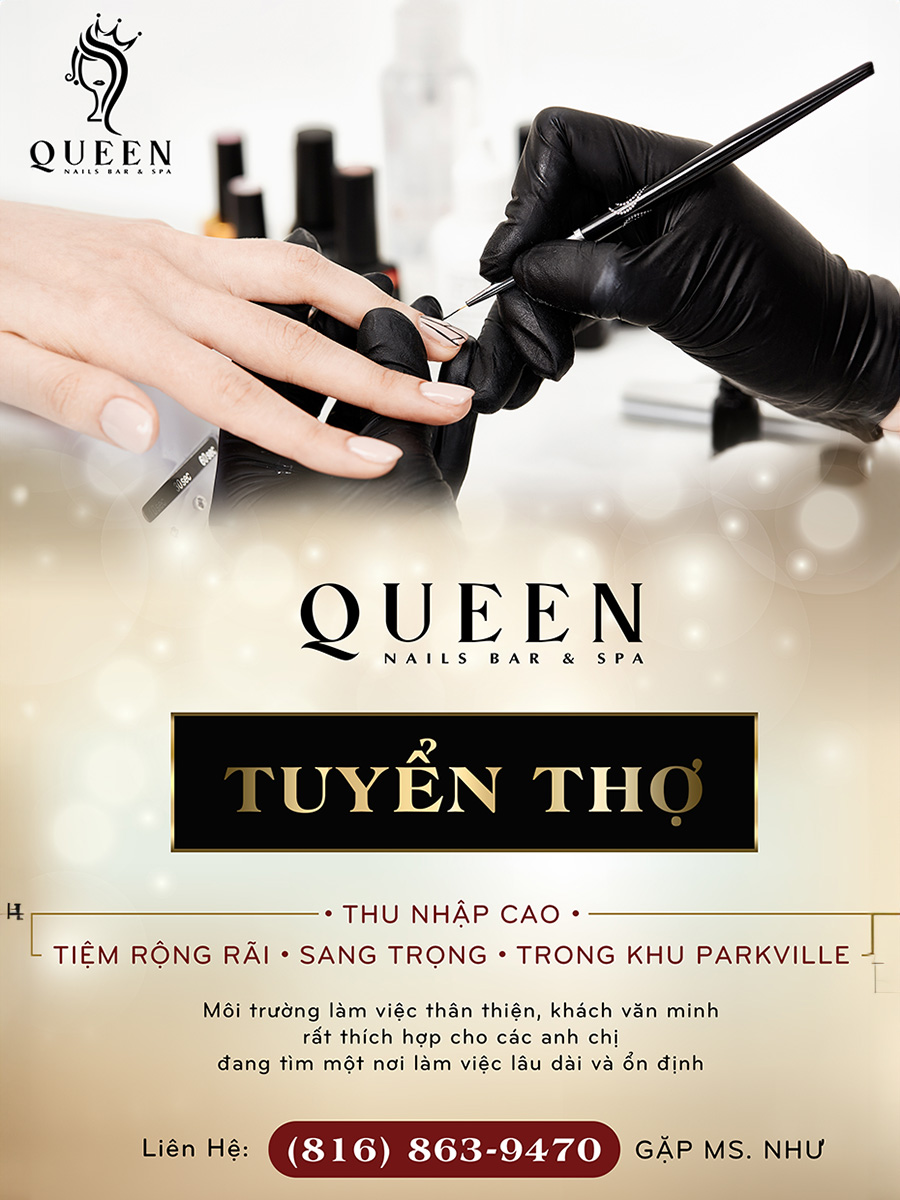 QUEEN
NAILS BAR & SPA
30sec
60sec
QUEEN
NAILS BAR & SPA
TUYỂN THỢ
• THU NHẬP CAO •
TIỆM RỘNG RÃI • SANG TRỌNG • TRONG KHU PARKVILLE
Môi trường làm việc thân thiện, khách văn minh
rất thích hợp cho các anh chị
đang tìm một nơi làm việc lâu dài và ổn định
Liên Hệ: (816) 863-9470 GẶP MS. NHƯ